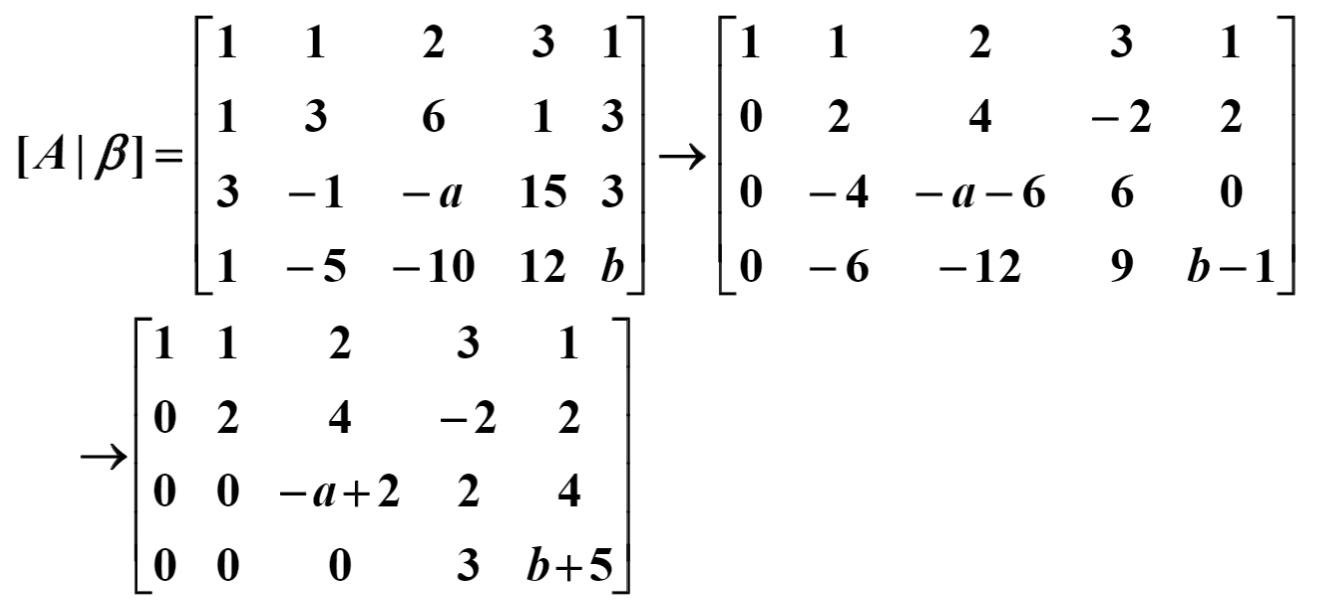 [A | β] = [1 1 2 3 1; 1 3 6 1 3; 3 −1 −a 15 3; 1 −5 −10 12 b] → [1 1 2 3 1; 0 2 4 −2 2; 0 −4 −a−6 6 0; 0 −6 −12 9 b−1]
→ [1 1 2 3 1; 0 2 4 −2 2; 0 0 −a+2 2 4; 0 0 0 3 b+5]